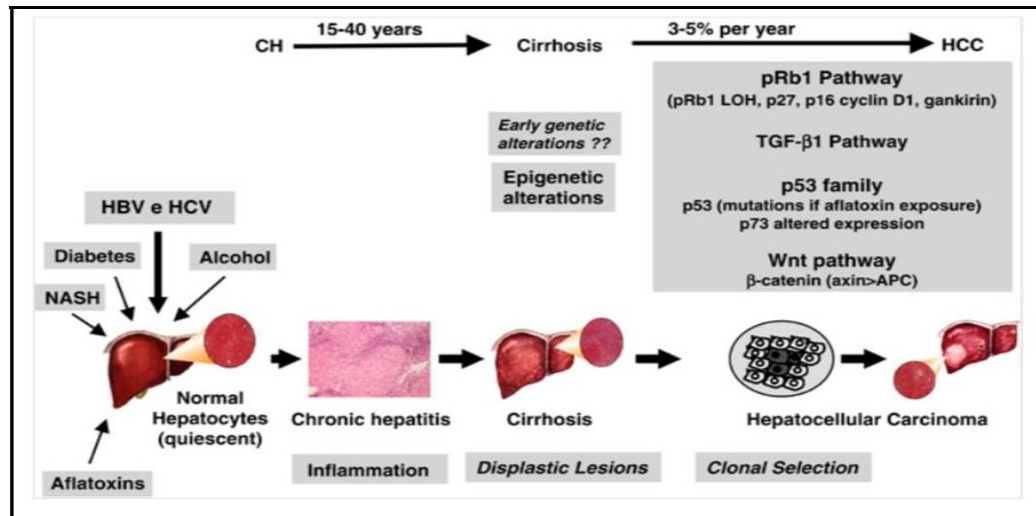 15-40 years
3-5% per year
CH
Cirrhosis
HCC
pRb1 Pathway
(pRb1 LOH, p27, p16 cyclin D1, gankirin)
Early genetic
alterations ??
TGF-β1 Pathway
Epigenetic
alterations
p53 family
p53 (mutations if aflatoxin exposure)
p73 altered expression
HBV e HCV
Diabetes
Alcohol
Wnt pathway
β-catenin (axin>APC)
NASH
Normal
Hepatocytes
(quiescent)
Chronic hepatitis
Cirrhosis
Hepatocellular Carcinoma
Aflatoxins
Inflammation
Displastic Lesions
Clonal Selection